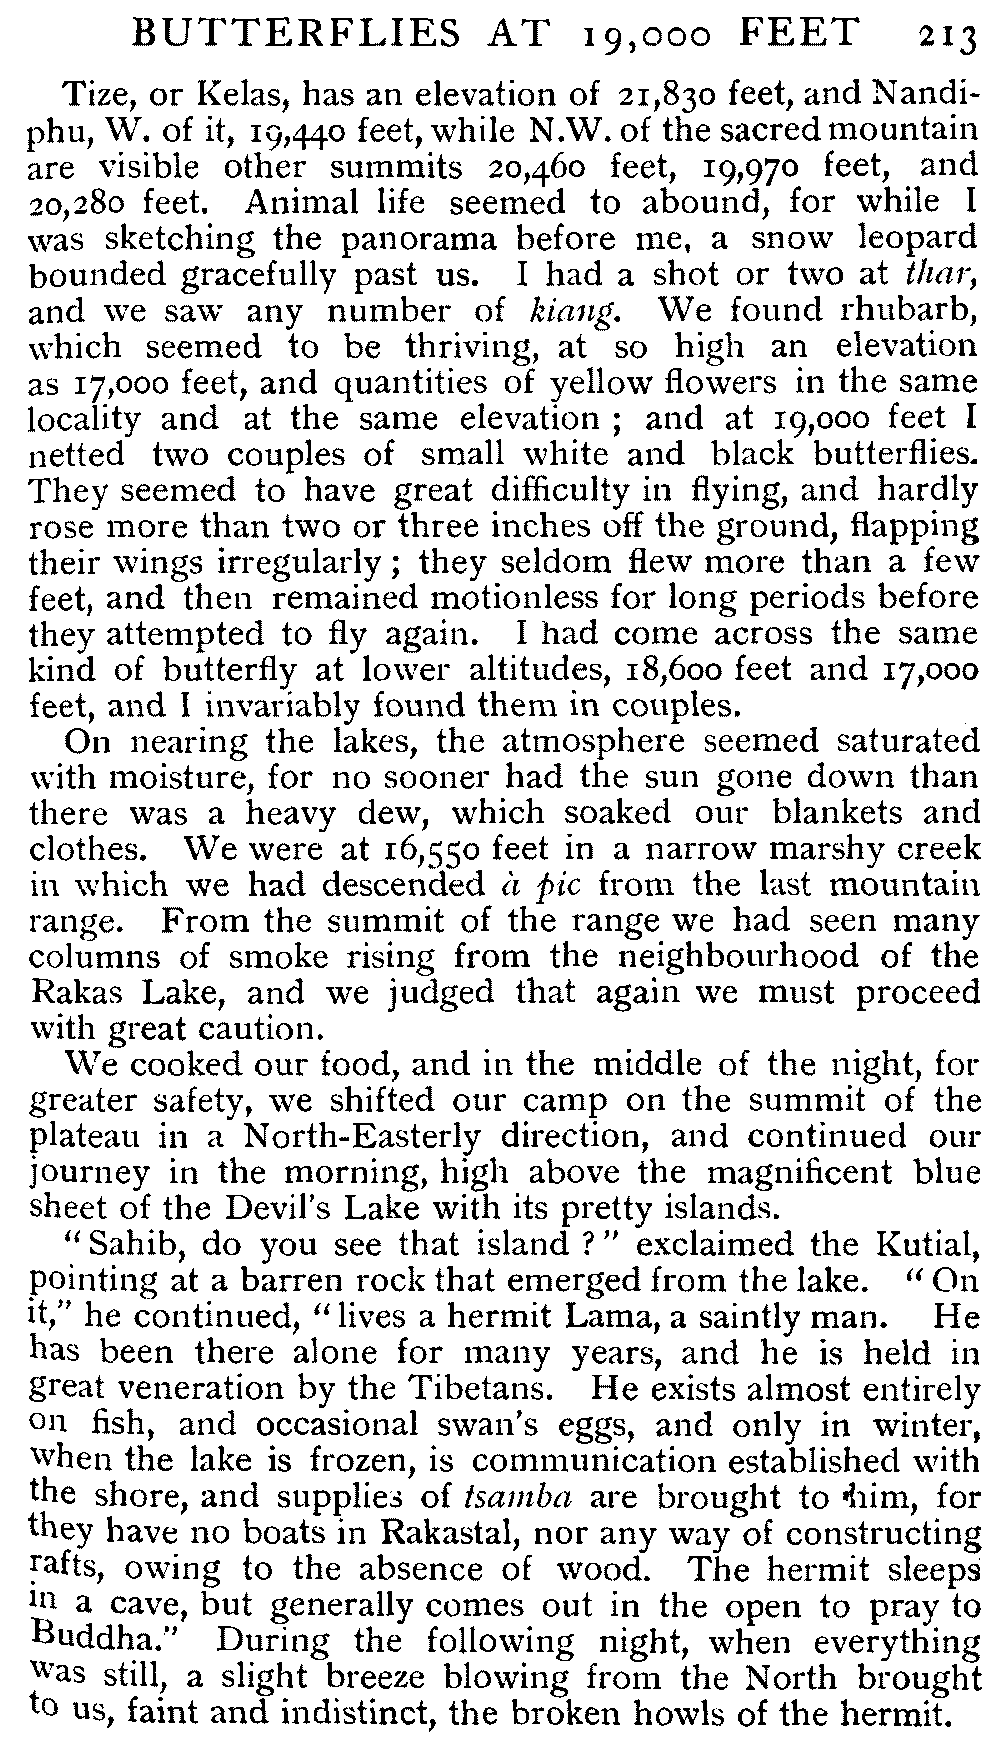 BUTTERFLIES AT 19,000 FEET 213
Tize, or Kelas, has an elevation of 21,830 feet, and Nandi-
phu, W. of it, 19,440 feet, while N.W. of the sacred mountain
are visible other summits 20,460 feet, 19,970 feet, and
20,280 feet. Animal life seemed to abound, for while I
was sketching the panorama before me, a snow leopard
bounded gracefully past us. I had a shot or two at thar,
and we saw any number of kiang. We found rhubarb,
which seemed to be thriving, at so high an elevation
as 17,000 feet, and quantities of yellow flowers in the same
locality and at the same elevation ; and at 19,000 feet I
netted two couples of small white and black butterflies.
They seemed to have great difficulty in flying, and hardly
rose more than two or three inches off the ground, flapping
their wings irregularly ; they seldom flew more than a few
feet, and then remained motionless for long periods before
they attempted to fly again. I had come across the same
kind of butterfly at lower altitudes, 18,600 feet and 17,000
feet, and I invariably found them in couples.
On nearing the lakes, the atmosphere seemed saturated
with moisture, for no sooner had the sun gone down than
there was a heavy dew, which soaked our blankets and
clothes. We were at 16,550 feet in a narrow marshy creek
in which we had descended à pic from the last mountain
range. From the summit of the range we had seen many
columns of smoke rising from the neighbourhood of the
Rakas Lake, and we judged that again we must proceed
with great caution.
We cooked our food, and in the middle of the night, for
greater safety, we shifted our camp on the summit of the
plateau in a North-Easterly direction, and continued our
journey in the morning, high above the magnificent blue
sheet of the Devil's Lake with its pretty islands.
"Sahib, do you see that island ?" exclaimed the Kutial,
pointing at a barren rock that emerged from the lake. "On
it," he continued, "lives a hermit Lama, a saintly man. He
has been there alone for many years, and he is held in
great veneration by the Tibetans. He exists almost entirely
on fish, and occasional swan's eggs, and only in winter,
when the lake is frozen, is communication established with
the shore, and supplies of tsamba are brought to him, for
they have no boats in Rakastal, nor any way of constructing
rafts, owing to the absence of wood. The hermit sleeps
in a cave, but generally comes out in the open to pray to
Buddha." During the following night, when everything
was still, a slight breeze blowing from the North brought
to us, faint and indistinct, the broken howls of the hermit.